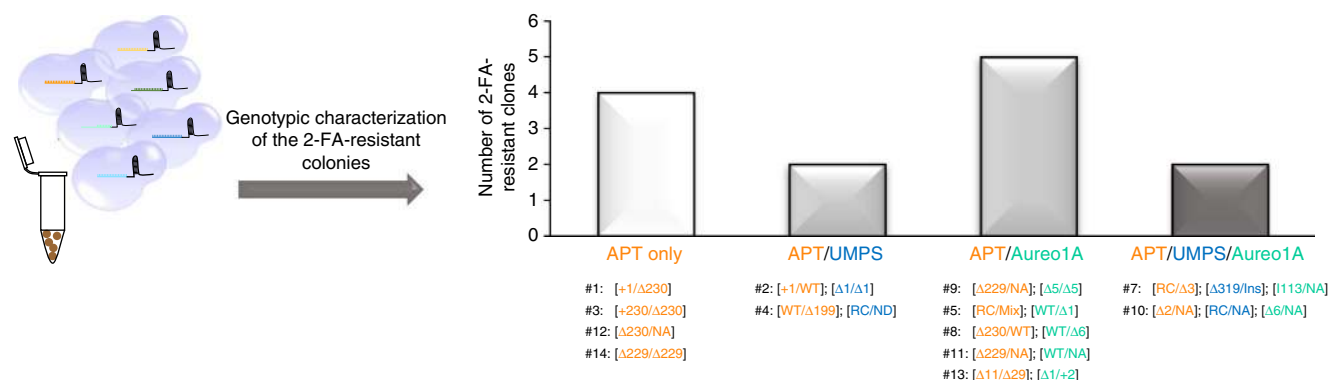 Genotypic characterization
of the 2-FA-resistant
colonies
Number of 2-FA-
resistant clones
6
5
4
3
2
1
0
APT only
APT/UMPS
APT/Aureo1A
APT/UMPS/Aureo1A
#1: [+1/Δ230]
#3: [+230/Δ230]
#12: [Δ230/NA]
#14: [Δ229/Δ229]
#2: [+1/WT]; [Δ1/Δ1]
#4: [WT/Δ199]; [RC/ND]
#9: [Δ229/NA]; [Δ5/Δ5]
#5: [RC/Mix]; [WT/Δ1]
#8: [Δ230/WT]; [WT/Δ6]
#11: [Δ229/NA]; [WT/NA]
#13: [Δ11/Δ29]; [Δ1/+2]
#7: [RC/Δ3]; [Δ319/Ins]; [I113/NA]
#10: [Δ2/NA]; [RC/NA]; [Δ6/NA]